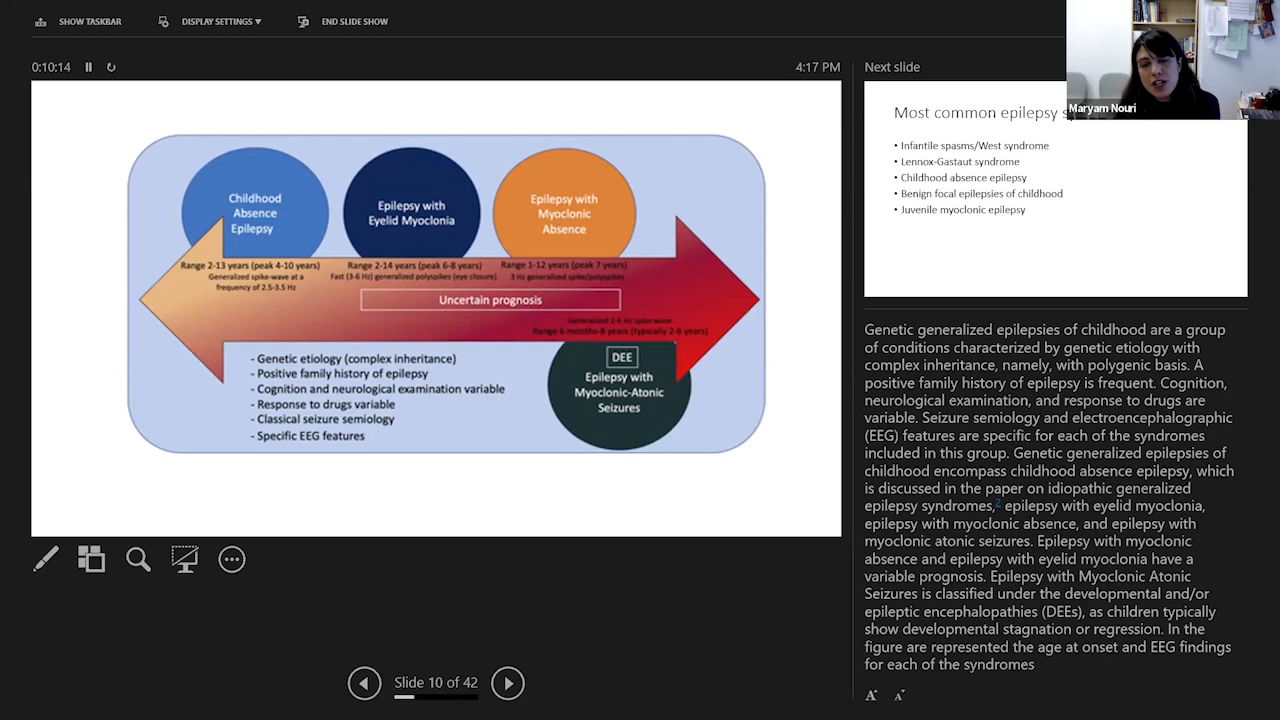 SHOW TASKBAR
DISPLAY SETTINGS ▼
END SLIDE SHOW
0:10:14
4:17 PM
Childhood
Absence
Epilepsy
Epilepsy with
Eyelid Myoclonia
Epilepsy with
Myoclonic
Absence
Range 2-13 years (peak 4-10 years)
Generalized spike-wave at a
frequency of 2.5-3.5 Hz
Range 2-14 years (peak 6-8 years)
Fast (3-6 Hz) generalized polyspikes (eye closure)
Range 1-12 years (peak 7 years)
3 Hz generalized spike/polyspikes
Uncertain prognosis
Generalized 2-6 Hz spike-wave
Range 6 months-8 years (typically 2-6 years)
- Genetic etiology (complex inheritance)
- Positive family history of epilepsy
- Cognition and neurological examination variable
- Response to drugs variable
- Classical seizure semiology
- Specific EEG features
DEE
Epilepsy with
Myoclonic-Atonic
Seizures
Slide 10 of 42
Next slide
Maryam Nouri
Most common epilepsy
• Infantile spasms/West syndrome
• Lennox-Gastaut syndrome
• Childhood absence epilepsy
• Benign focal epilepsies of childhood
• Juvenile myoclonic epilepsy
Genetic generalized epilepsies of childhood are a group
of conditions characterized by genetic etiology with
complex inheritance, namely, with polygenic basis. A
positive family history of epilepsy is frequent. Cognition,
neurological examination, and response to drugs are
variable. Seizure semiology and electroencephalographic
(EEG) features are specific for each of the syndromes
included in this group. Genetic generalized epilepsies of
childhood encompass childhood absence epilepsy, which
is discussed in the paper on idiopathic generalized
epilepsy syndromes,2 epilepsy with eyelid myoclonia,
epilepsy with myoclonic absence, and epilepsy with
myoclonic atonic seizures. Epilepsy with myoclonic
absence and epilepsy with eyelid myoclonia have a
variable prognosis. Epilepsy with Myoclonic Atonic
Seizures is classified under the developmental and/or
epileptic encephalopathies (DEEs), as children typically
show developmental stagnation or regression. In the
figure are represented the age at onset and EEG findings
for each of the syndromes
A A